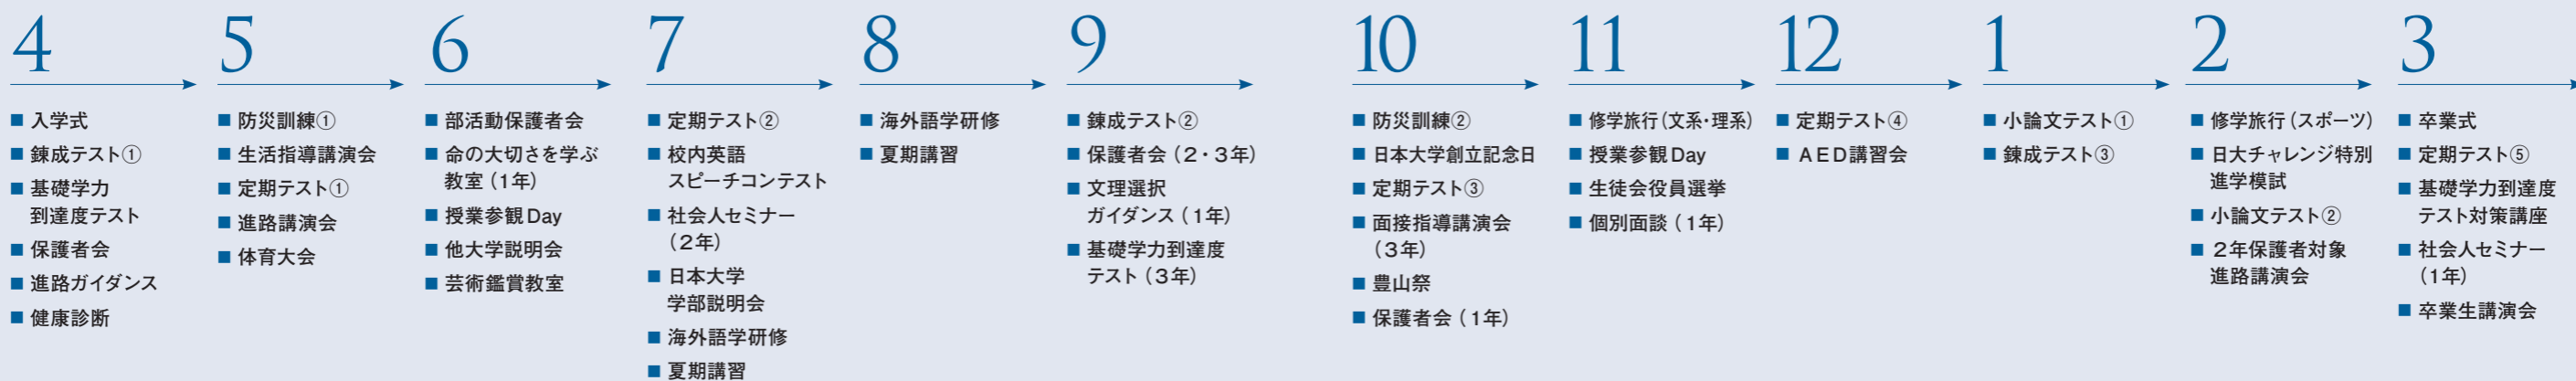 4
■ 入学式
■ 錬成テスト①
■ 基礎学力
到達度テスト
■ 保護者会
■ 進路ガイダンス
■ 健康診断
5
■ 防災訓練①
■ 生活指導講演会
■ 定期テスト①
■ 進路講演会
■ 体育大会
6
■ 部活動保護者会
■ 命の大切さを学ぶ
教室（1年）
■ 授業参観Day
■ 他大学説明会
■ 芸術鑑賞教室
7
■ 定期テスト②
■ 校内英語
スピーチコンテスト
■ 社会人セミナー
（2年）
■ 日本大学
学部説明会
■ 海外語学研修
■ 夏期講習
8
■ 海外語学研修
■ 夏期講習
9
■ 錬成テスト②
■ 保護者会（2・3年）
■ 文理選択
ガイダンス（1年）
■ 基礎学力到達度
テスト（3年）
10
■ 防災訓練②
■ 日本大学創立記念日
■ 定期テスト③
■ 面接指導講演会
（3年）
■ 豊山祭
■ 保護者会（1年）
11
■ 修学旅行（文系・理系）
■ 授業参観Day
■ 生徒会役員選挙
■ 個別面談（1年）
12
■ 定期テスト④
■ AED講習会
1
■ 小論文テスト①
■ 錬成テスト③
2
■ 修学旅行（スポーツ）
■ 日大チャレンジ特別
進学模試
■ 小論文テスト②
■ 2年保護者対象
進路講演会
3
■ 卒業式
■ 定期テスト⑤
■ 基礎学力到達度
テスト対策講座
■ 社会人セミナー
（1年）
■ 卒業生講演会